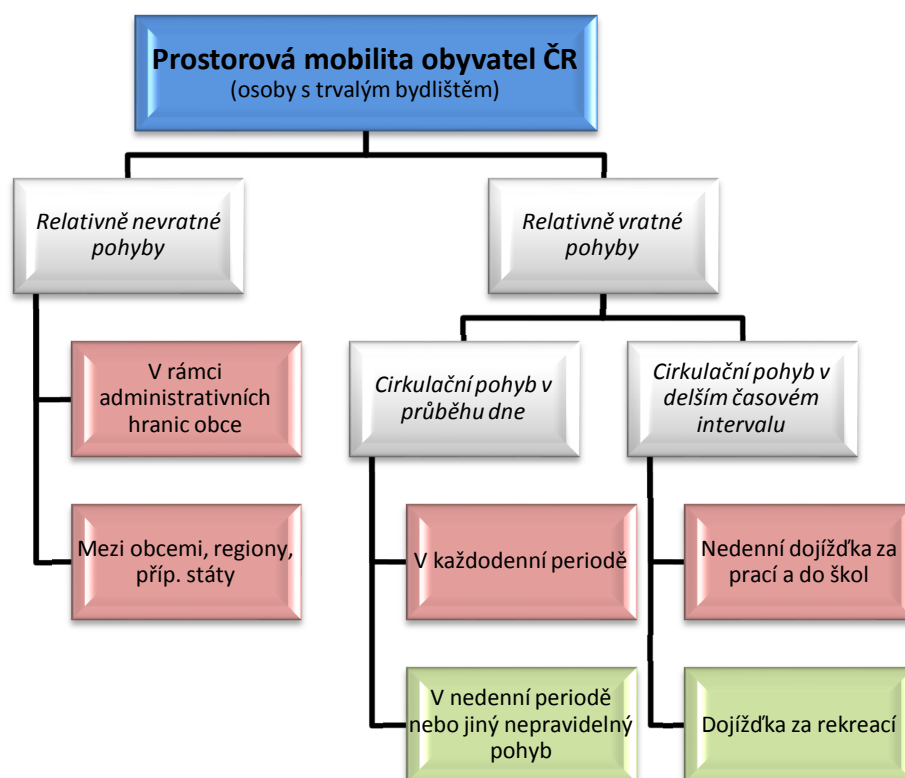 Prostorová mobilita obyvatel ČR
(osoby s trvalým bydlištěm)
Relativně nevratné
pohyby
Relativně vratné
pohyby
V rámci
administrativních
hranic obce
Mezi obcemi, regiony,
příp. státy
Cirkulační pohyb v
průběhu dne
Cirkulační pohyb v
delším časovém
intervalu
V každodenní periodě
Nedenní dojížďka za
prací a do škol
V nedenní periodě
nebo jiný nepravidelný
pohyb
Dojížďka za rekreací